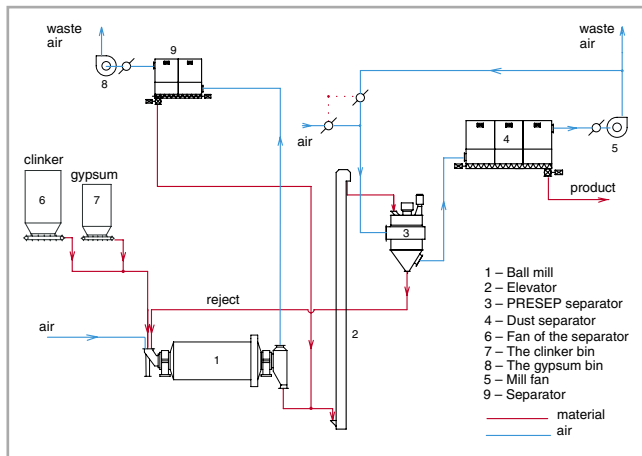 waste
air
8
9
waste
air
4
5
air
clinker
gypsum
6
7
3
product
reject
air
1
2
1 – Ball mill
2 – Elevator
3 – PRESEP separator
4 – Dust separator
6 – Fan of the separator
7 – The clinker bin
8 – The gypsum bin
5 – Mill fan
9 – Separator
material
air